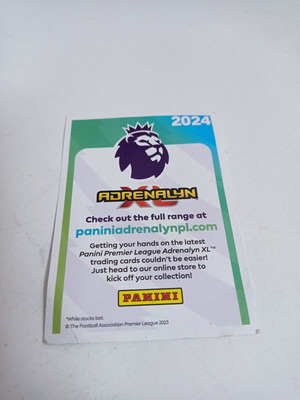 2024
ADRENALYN
XL
Check out the full range at
paniniadrenalynpl.com
Getting your hands on the latest
Panini Premier League Adrenalyn XL™
trading cards couldn't be easier!
Just head to our online store to
kick off your collection!
PANINI
*While stocks last.
© The Football Association Premier League 2023